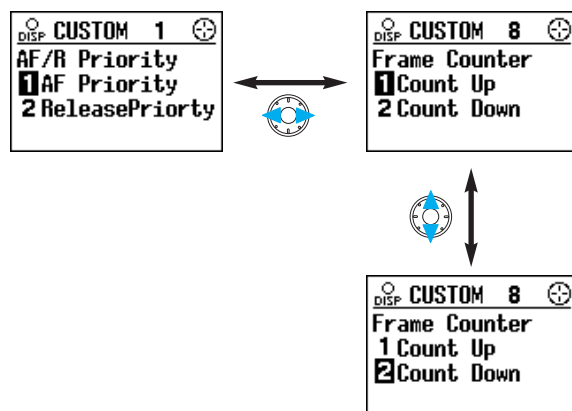 DISP CUSTOM 1
AF/R Priority
1 AF Priority
2 ReleasePriorty
DISP CUSTOM 8
Frame Counter
1 Count Up
2 Count Down
DISP CUSTOM 8
Frame Counter
1 Count Up
2 Count Down